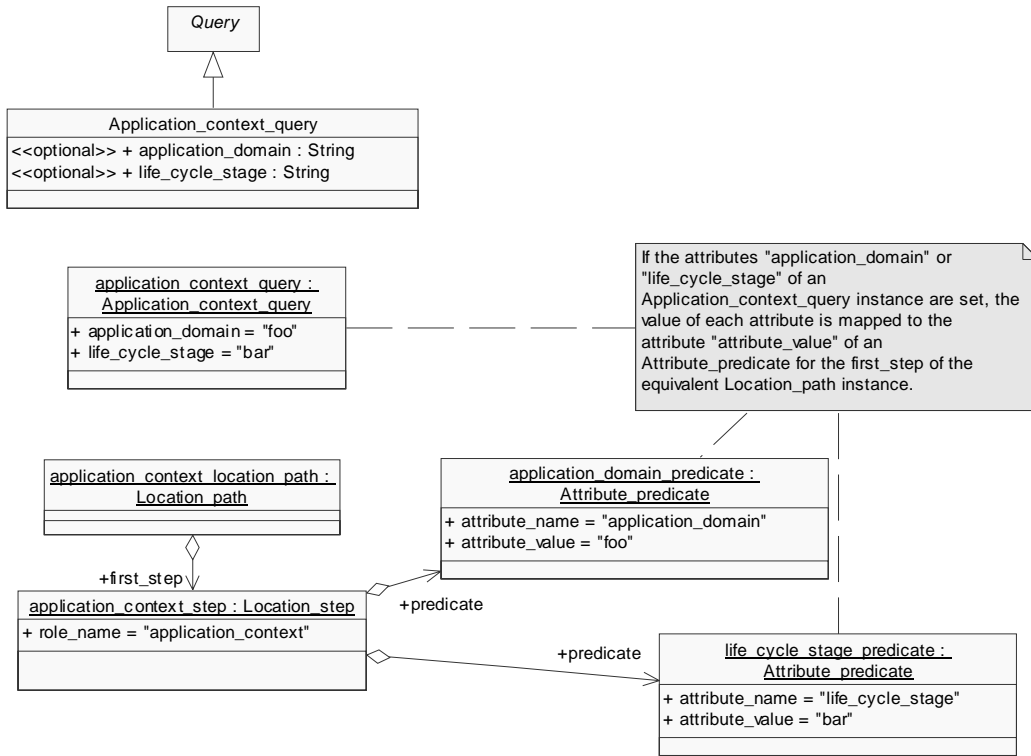 Query
Application_context_query
<<optional>> + application_domain : String
<<optional>> + life_cycle_stage : String
application_context_query :
Application_context_query
+ application_domain = "foo"
+ life_cycle_stage = "bar"
If the attributes "application_domain" or
"life_cycle_stage" of an
Application_context_query instance are set, the
value of each attribute is mapped to the
attribute "attribute_value" of an
Attribute_predicate for the first_step of the
equivalent Location_path instance.
application_context_location_path :
Location_path
application_domain_predicate :
Attribute_predicate
+ attribute_name = "application_domain"
+ attribute_value = "foo"
+first_step
+predicate
application_context_step : Location_step
+ role_name = "application_context"
+predicate
life_cycle_stage_predicate :
Attribute_predicate
+ attribute_name = "life_cycle_stage"
+ attribute_value = "bar"